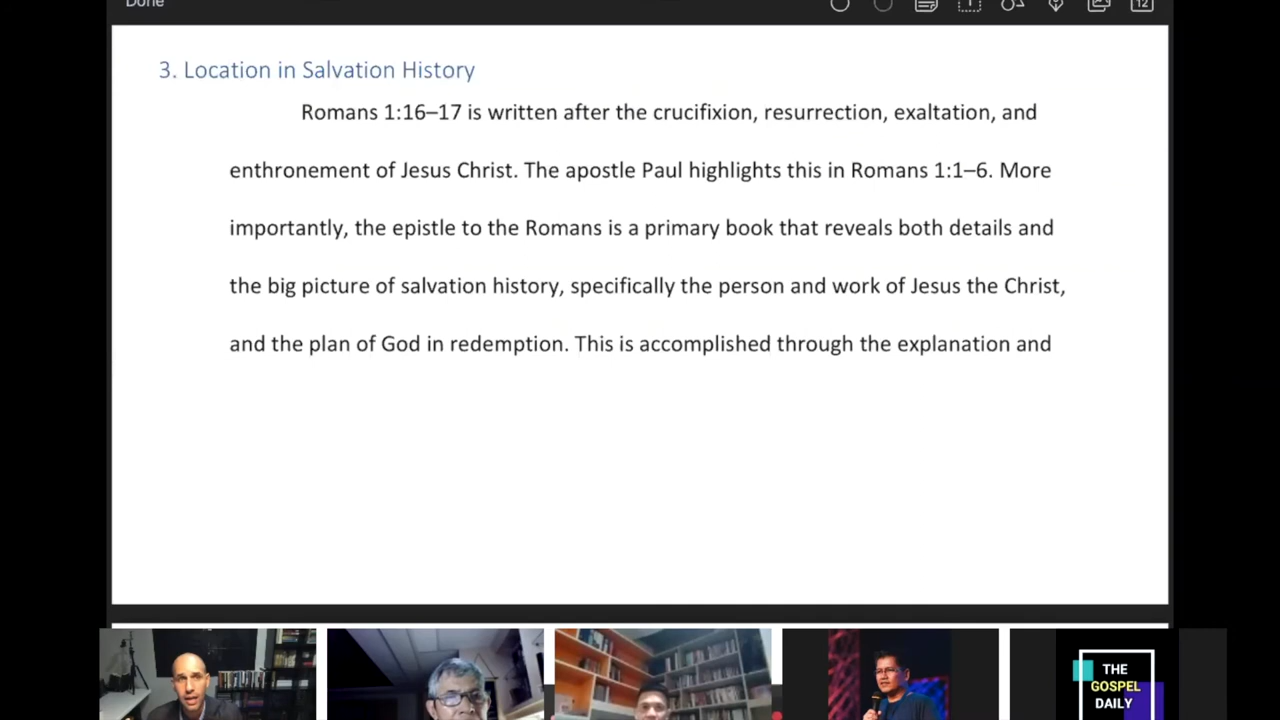 Done
12
3. Location in Salvation History
Romans 1:16–17 is written after the crucifixion, resurrection, exaltation, and
enthronement of Jesus Christ. The apostle Paul highlights this in Romans 1:1–6. More
importantly, the epistle to the Romans is a primary book that reveals both details and
the big picture of salvation history, specifically the person and work of Jesus the Christ,
and the plan of God in redemption. This is accomplished through the explanation and
THE
GOSPEL
DAILY